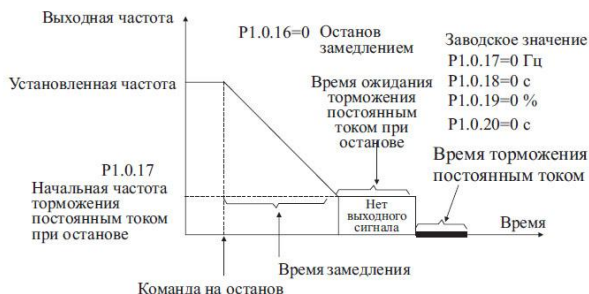 Выходная частота
P1.0.16=0 Останов
замедлением
Заводское значение
P1.0.17=0 Гц
P1.0.18=0 с
P1.0.19=0 %
P1.0.20=0 с
Установленная частота
Время ожидания
торможения
постоянным
током при
останове
Время торможения
постоянным током
P1.0.17
Начальная частота
торможения
постоянным током
при останове
Нет
выходного
сигнала
Время
Время замедления
Команда на останов